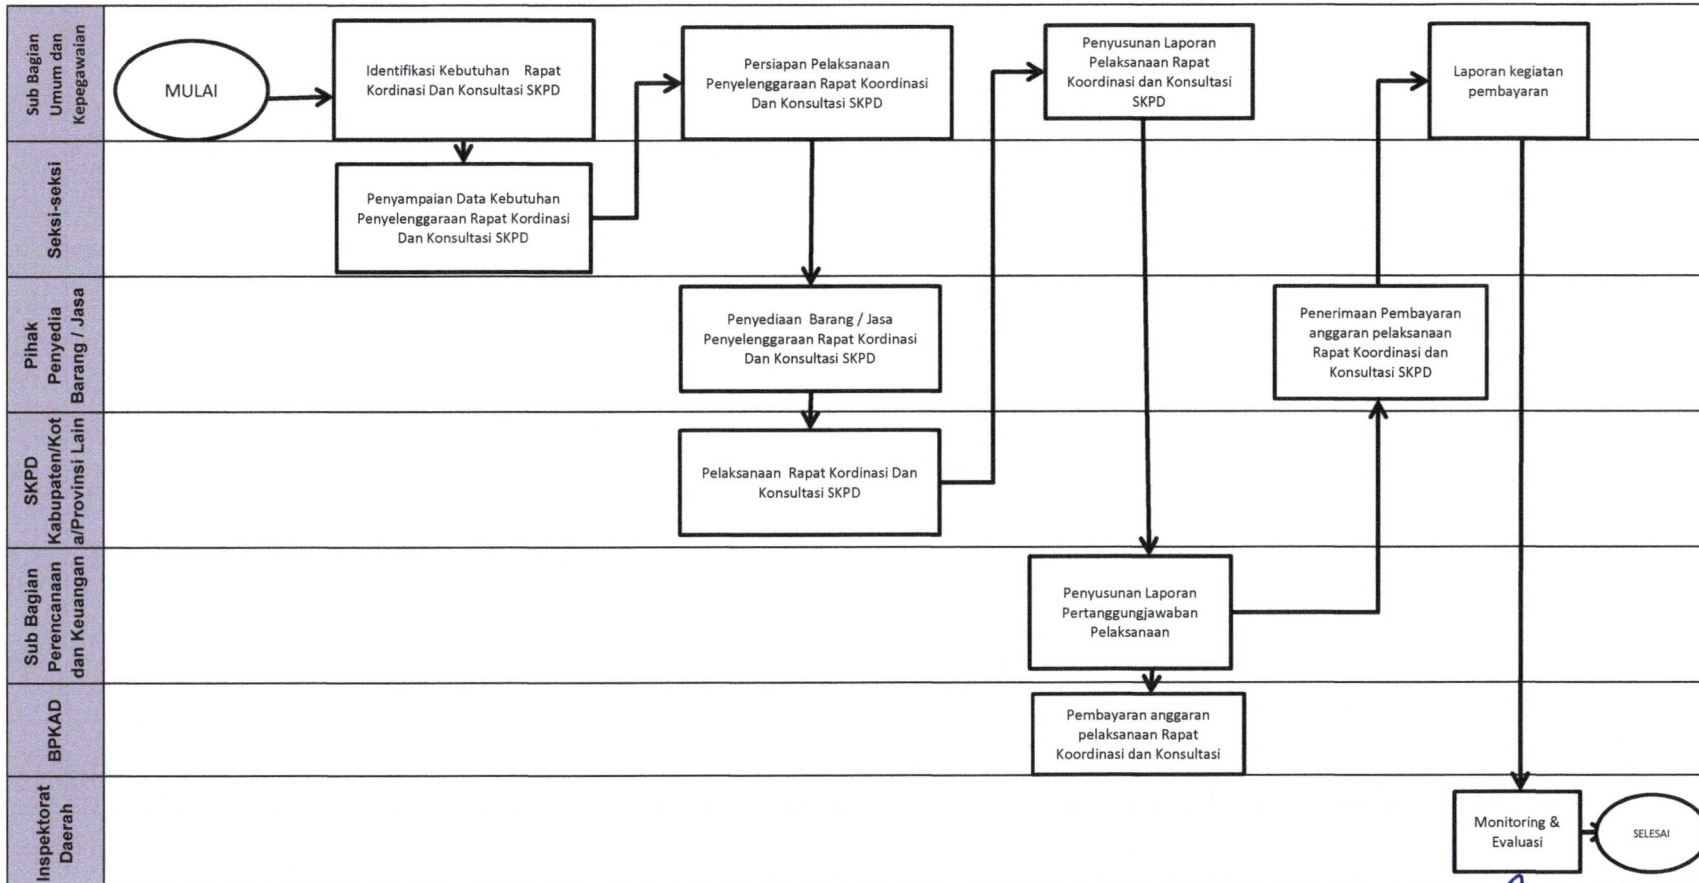 Sub Bagian
Umum dan
Kepegawaian
MULAI
Identifikasi Kebutuhan Rapat
Kordinasi Dan Konsultasi SKPD
Persiapan Pelaksanaan
Penyelenggaraan Rapat Koordinasi
Dan Konsultasi SKPD
Penyusunan Laporan
Pelaksanaan Rapat
Koordinasi dan Konsultasi
SKPD
Laporan kegiatan
pembayaran
Seksi-seksi
Penyampaian Data Kebutuhan
Penyelenggaraan Rapat Kordinasi
Dan Konsultasi SKPD
Pihak
Penyedia
Barang / Jasa
Penyediaan Barang / Jasa
Penyelenggaraan Rapat Kordinasi
Dan Konsultasi SKPD
Penerimaan Pembayaran
anggaran pelaksanaan
Rapat Koordinasi dan
Konsultasi SKPD
SKPD
Kabupaten/Kot
a/Provinsi Lain
Pelaksanaan Rapat Kordinasi Dan
Konsultasi SKPD
Sub Bagian
Perencanaan
dan Keuangan
Penyusunan Laporan
Pertanggungjawaban
Pelaksanaan
BPKAD
Pembayaran anggaran
pelaksanaan Rapat
Koordinasi dan Konsultasi
Inspektorat
Daerah
Monitoring &
Evaluasi
SELESAI